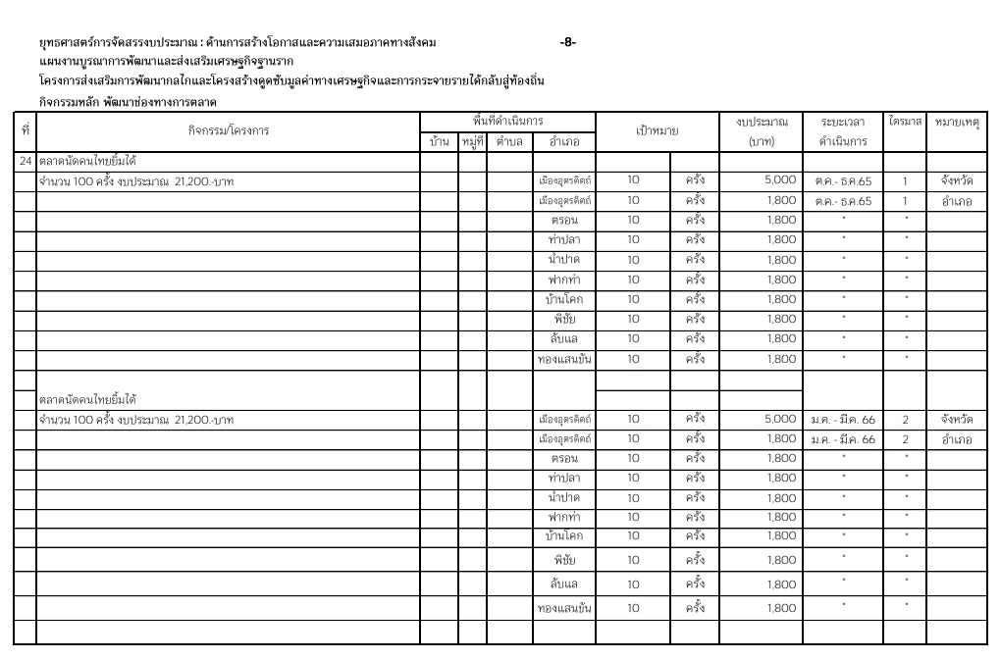 ยุทธศาสตร์การจัดสรรงบประมาณ : ด้านการสร้างโอกาสและความเสมอภาคทางสังคม -8-
แผนงานบูรณาการพัฒนาและส่งเสริมเศรษฐกิจฐานราก
โครงการส่งเสริมการพัฒนากลไกและโครงสร้างดูดซับมูลค่าทางเศรษฐกิจและการกระจายรายได้กลับสู่ท้องถิ่น
กิจกรรมหลัก พัฒนาช่องทางการตลาด
ที่ กิจกรรม/โครงการ พื้นที่ดำเนินการ เป้าหมาย งบประมาณ ระยะเวลา ไตรมาส หมายเหตุ
บ้าน หมู่ที่ ตำบล อำเภอ (บาท) ดำเนินการ
24 ตลาดนัดคนไทยยิ้มได้
จำนวน 100 ครั้ง งบประมาณ 21,200.-บาท เมืองอุตรดิตถ์ 10 ครั้ง 5,000 ต.ค.- ธ.ค.65 1 จังหวัด
เมืองอุตรดิตถ์ 10 ครั้ง 1,800 ต.ค.- ธ.ค.65 1 อำเภอ
ตรอน 10 ครั้ง 1,800 " "
ท่าปลา 10 ครั้ง 1,800 " "
น้ำปาด 10 ครั้ง 1,800 " "
ฟากท่า 10 ครั้ง 1,800 " "
บ้านโคก 10 ครั้ง 1,800 " "
พิชัย 10 ครั้ง 1,800 " "
ลับแล 10 ครั้ง 1,800 " "
ทองแสนขัน 10 ครั้ง 1,800 " "
ตลาดนัดคนไทยยิ้มได้
จำนวน 100 ครั้ง งบประมาณ 21,200.-บาท เมืองอุตรดิตถ์ 10 ครั้ง 5,000 ม.ค. - มี.ค. 66 2 จังหวัด
เมืองอุตรดิตถ์ 10 ครั้ง 1,800 ม.ค. - มี.ค. 66 2 อำเภอ
ตรอน 10 ครั้ง 1,800 " "
ท่าปลา 10 ครั้ง 1,800 " "
น้ำปาด 10 ครั้ง 1,800 " "
ฟากท่า 10 ครั้ง 1,800 " "
บ้านโคก 10 ครั้ง 1,800 " "
พิชัย 10 ครั้ง 1,800 " "
ลับแล 10 ครั้ง 1,800 " "
ทองแสนขัน 10 ครั้ง 1,800 " "